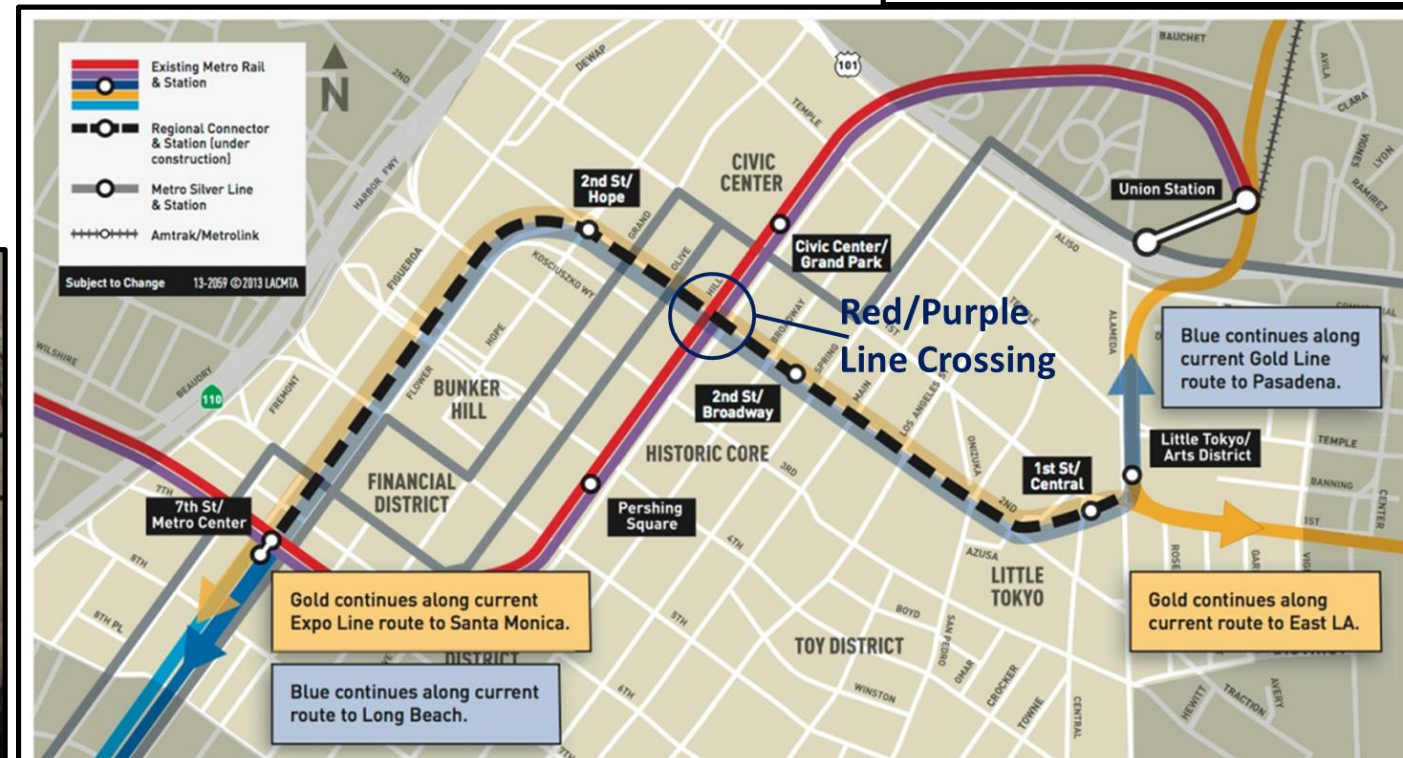 Existing Metro Rail
& Station
Regional Connector
& Station (under
construction)
Metro Silver Line
& Station
Amtrak/Metrolink
Subject to Change 13-2059 © 2013 LACMTA
N
2ND
DEWAP
101
BAUCHET
AVILA
CLARA
VIGNES
LYON
RAMIREZ
HARBOR FWY
TEMPLE
CIVIC
CENTER
2nd St/
Hope
GRAND
OLIVE
HILL
Union Station
ALISO
Civic Center/
Grand Park
FIGUEROA
KOSCIUSZKO WY
BROADWAY
1ST
TEMPLE
ALAMEDA
Red/Purple
Line Crossing
Blue continues along
current Gold Line
route to Pasadena.
WILSHIRE
BEAUDRY
110
FREMONT
HOPE
FLOWER
BUNKER
HILL
SPRING
MAIN
LOS ANGELES ST
2nd St/
Broadway
HISTORIC CORE
3RD
ONIZUKA
2ND
1st St/
Central
Little Tokyo/
Arts District
TEMPLE
BANNING
CENTER
1ST
FINANCIAL
DISTRICT
7TH
7th St/
Metro Center
Pershing
Square
8TH
8TH PL
4TH
5TH
6TH
7TH
AZUSA
LITTLE
TOKYO
BOYD
SAN PEDRO
OMAR
CROCKER
TOWNE
CENTRAL
TOY DISTRICT
WINSTON
Gold continues along current
Expo Line route to Santa Monica.
DISTRICT
Blue continues along current
route to Long Beach.
Gold continues along
current route to East LA.
HEWITT
TRACTION
AVERY